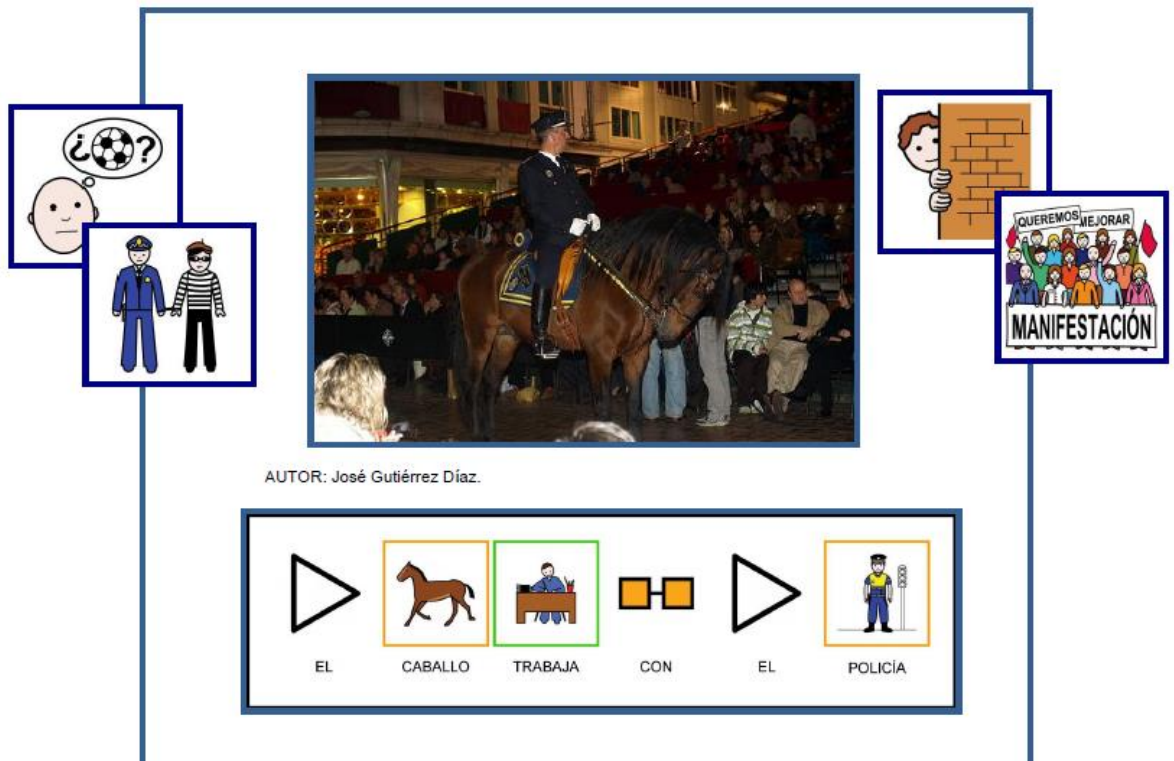 ¿ ?
QUEREMOS MEJORAR
MANIFESTACIÓN
AUTOR: José Gutiérrez Díaz.
EL CABALLO TRABAJA CON EL POLICÍA